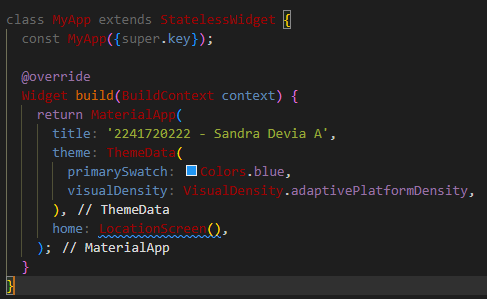 class MyApp extends StatelessWidget {
  const MyApp({super.key});

  @override
  Widget build(BuildContext context) {
    return MaterialApp(
      title: '2241720222 - Sandra Devia A',
      theme: ThemeData(
        primarySwatch: Colors.blue,
        visualDensity: VisualDensity.adaptivePlatformDensity,
      ), // ThemeData
      home: LocationScreen(),
    ); // MaterialApp
  }
}